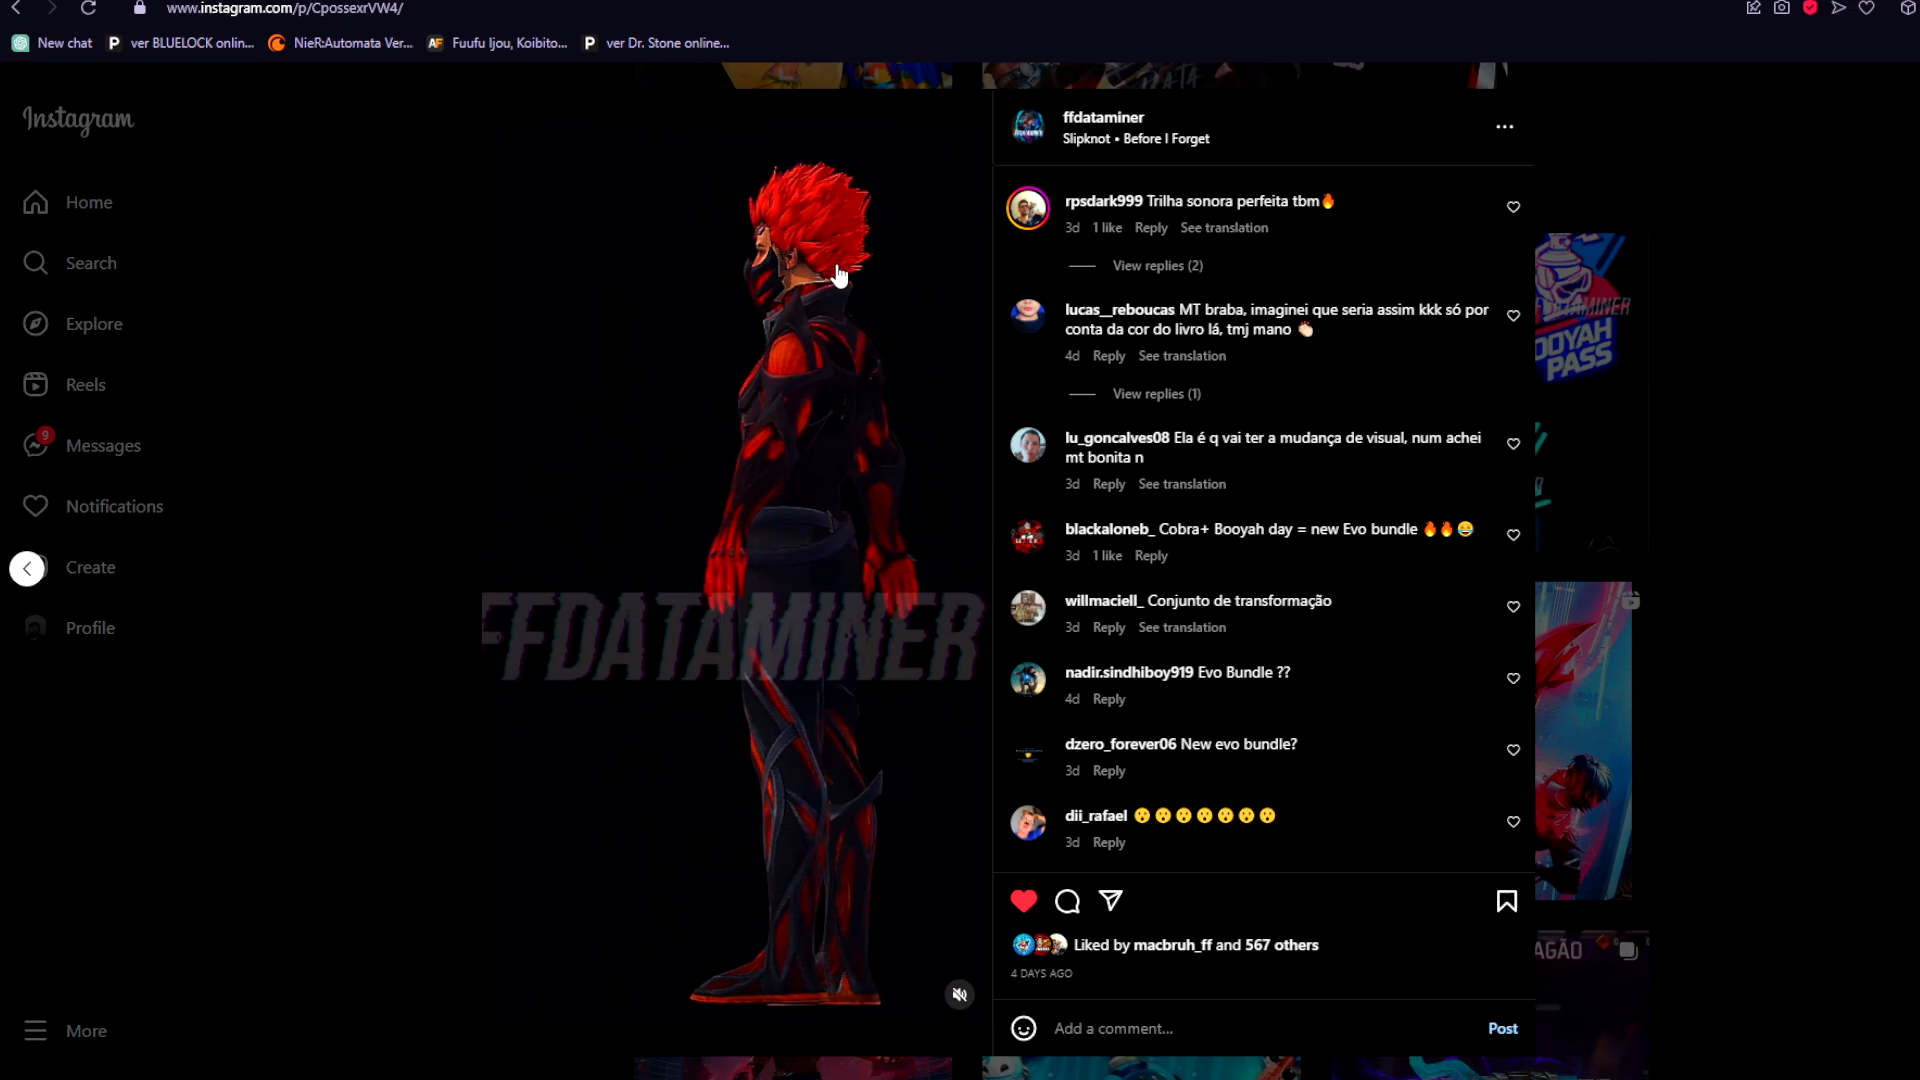 www.instagram.com/p/CpossexrVW4/
New chat
ver BLUELOCK onlin...
NieR:Automata Ver...
AF
Fuufu Ijou, Koibito...
ver Dr. Stone online...
Instagram
Home
Search
Explore
Reels
9
Messages
Notifications
Create
Profile
More
FFDATAMINER
ffdataminer
Slipknot • Before I Forget
rpsdark999 Trilha sonora perfeita tbm🔥
3d 1 like Reply See translation
View replies (2)
lucas__reboucas MT braba, imaginei que seria assim kkk só por
conta da cor do livro lá, tmj mano 👏🏻
4d Reply See translation
View replies (1)
lu_goncalves08 Ela é q vai ter a mudança de visual, num achei
mt bonita n
3d Reply See translation
blackaloneb_ Cobra+ Booyah day = new Evo bundle 🔥🔥😂
3d 1 like Reply
willmaciell_ Conjunto de transformação
3d Reply See translation
nadir.sindhiboy919 Evo Bundle ??
4d Reply
dzero_forever06 New evo bundle?
3d Reply
dii_rafael 😯😯😯😯😯😯😯
3d Reply
Liked by macbruh_ff and 567 others
4 DAYS AGO
Add a comment...
Post
OOYAH
PASS
AGÃO